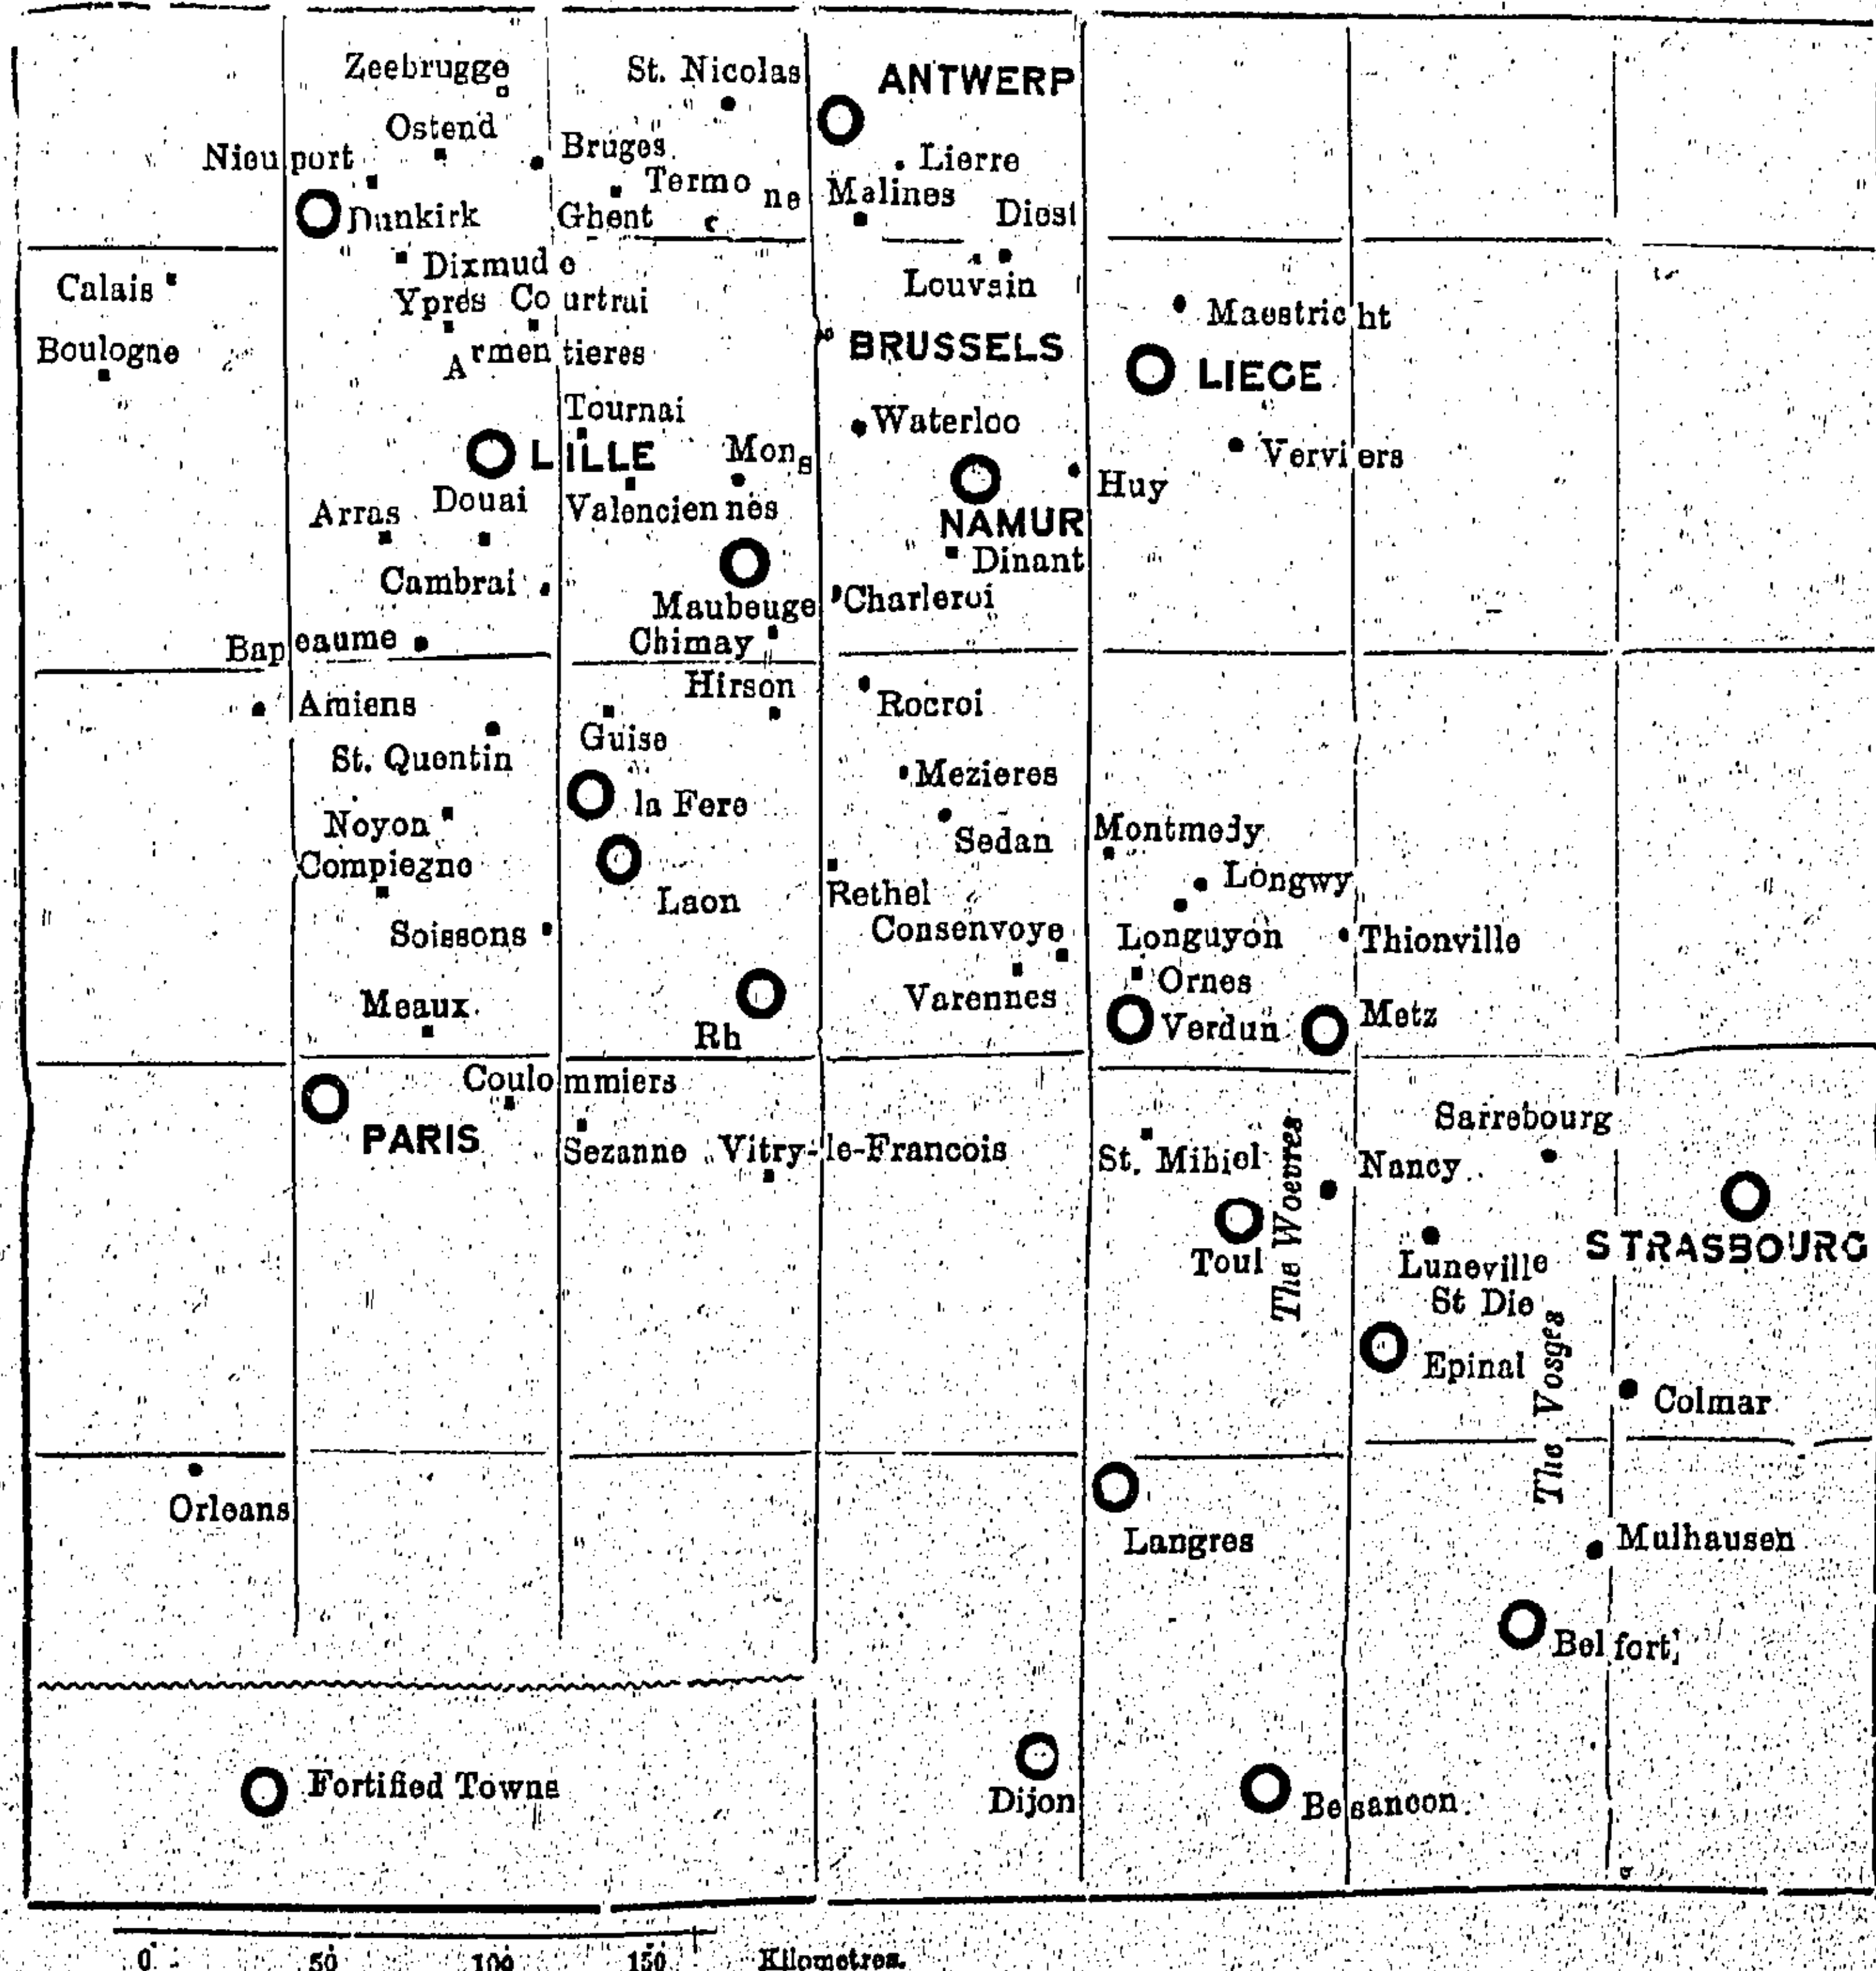 Zeebrugge
St. Nicolas
ANTWERP
Ostend
Nieuport
Bruges
Lierre
Termo ne
Malines
Diest
Dunkirk
Ghent
Dixmude
Calais
Louvain
Ypres
Courtrai
Maestricht
Boulogne
Armentieres
BRUSSELS
LIEGE
Tournai
Waterloo
LILLE
Mons
Verviers
Huy
Arras
Douai
Valenciennes
NAMUR
Dinant
Cambrai
Maubeuge
Charleroi
Bapeaume
Chimay
Hirson
Amiens
Rocroi
Guise
St. Quentin
Mezieres
la Fere
Noyon
Sedan
Montmedy
Compiegne
Longwy
Laon
Rethel
Soissons
Consenvoye
Longuyon
Thionville
Ornes
Meaux
Varennes
Rh
Verdun
Metz
Coulommiers
PARIS
Sarrebourg
Sezanne
Vitry-le-Francois
St. Mihiel
The Woevres
Nancy
Toul
Luneville
STRASBOURG
St Die
Epinal
The Vosges
Colmar
Orleans
Langres
Mulhausen
Belfort
Fortified Towns
Dijon
Besancon
0 50 100 150 Kilometres.